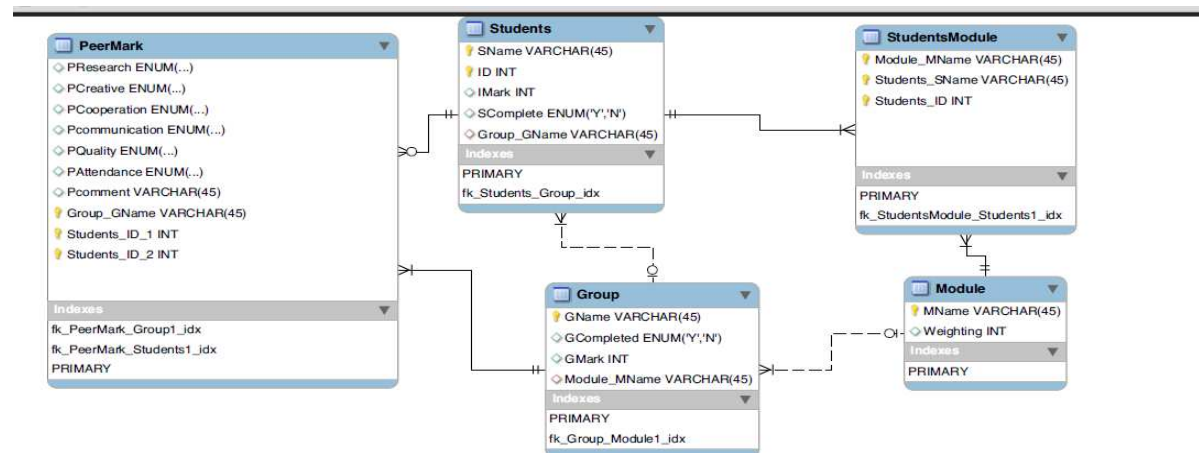 PeerMark
PResearch ENUM(...)
PCreative ENUM(...)
PCooperation ENUM(...)
Pcommunication ENUM(...)
PQuality ENUM(...)
PAttendance ENUM(...)
Pcomment VARCHAR(45)
Group_GName VARCHAR(45)
Students_ID_1 INT
Students_ID_2 INT
Indexes
fk_PeerMark_Group1_idx
fk_PeerMark_Students1_idx
PRIMARY
Students
SName VARCHAR(45)
ID INT
IMark INT
SComplete ENUM('Y','N')
Group_GName VARCHAR(45)
Indexes
PRIMARY
fk_Students_Group_idx
StudentsModule
Module_MName VARCHAR(45)
Students_SName VARCHAR(45)
Students_ID INT
Indexes
PRIMARY
fk_StudentsModule_Students1_idx
Group
GName VARCHAR(45)
GCompleted ENUM('Y','N')
GMark INT
Module_MName VARCHAR(45)
Indexes
PRIMARY
fk_Group_Module1_idx
Module
MName VARCHAR(45)
Weighting INT
Indexes
PRIMARY